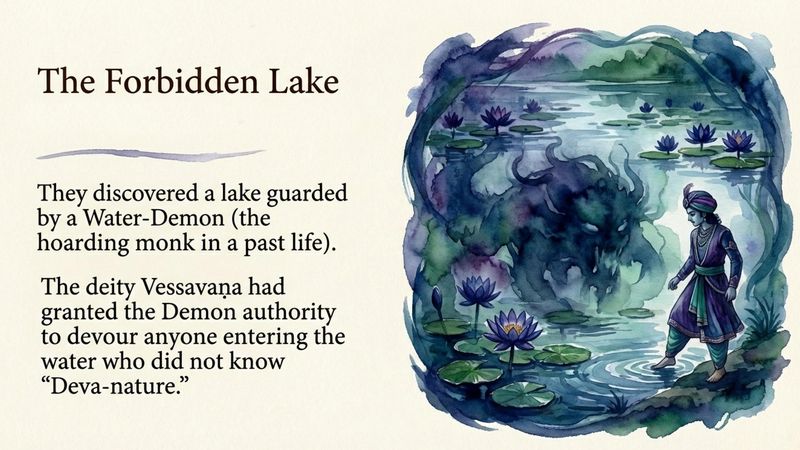 The Forbidden Lake
They discovered a lake guarded
by a Water-Demon (the
hoarding monk in a past life).
The deity Vessavaṇa had
granted the Demon authority
to devour anyone entering the
water who did not know
“Deva-nature.”